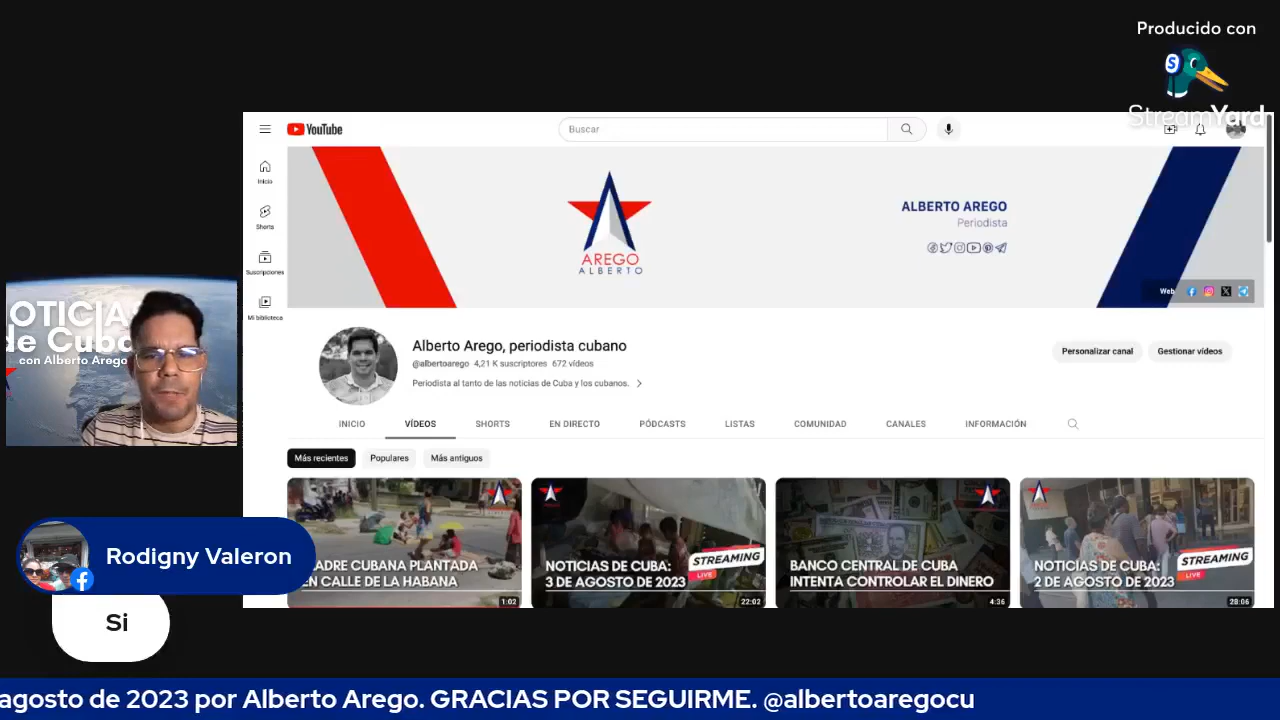 Producido con
StreamYard
YouTube
Buscar
Inicio
Shorts
Suscripciones
Mi biblioteca
AREGO
ALBERTO
ALBERTO AREGO
Periodista
Web
Alberto Arego, periodista cubano
@albertoarego 4,21 K suscriptores 672 vídeos
Periodista al tanto de las noticias de Cuba y los cubanos.
Personalizar canal
Gestionar vídeos
INICIO
VÍDEOS
SHORTS
EN DIRECTO
PÓDCASTS
LISTAS
COMUNIDAD
CANALES
INFORMACIÓN
Más recientes
Populares
Más antiguos
ADRE CUBANA PLANTADA
EN CALLE DE LA HABANA
1:02
STREAMING
LIVE
NOTICIAS DE CUBA:
3 DE AGOSTO DE 2023
22:02
BANCO CENTRAL DE CUBA
INTENTA CONTROLAR EL DINERO
4:36
STREAMING
LIVE
NOTICIAS DE CUBA:
2 DE AGOSTO DE 2023
28:06
OTICIA
de Cuba
con Alberto Arego
Rodigny Valeron
Si
agosto de 2023 por Alberto Arego. GRACIAS POR SEGUIRME. @albertoaregocu